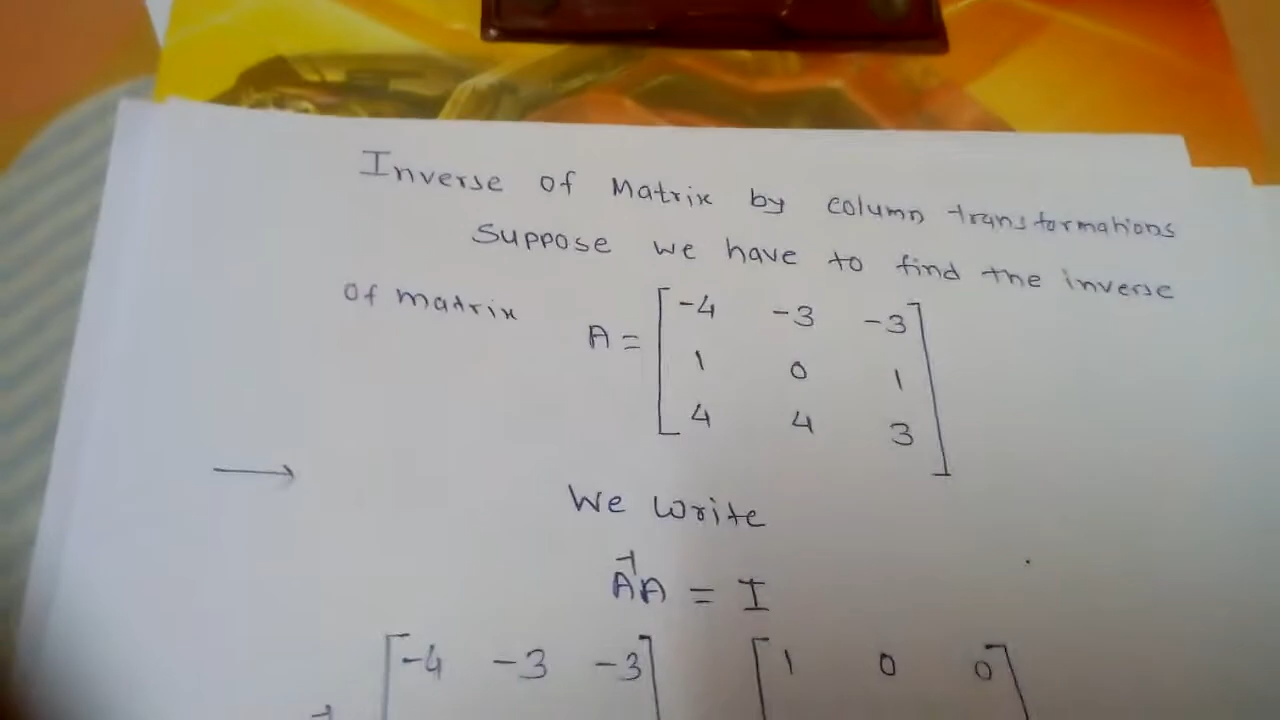 Inverse of Matrix by column transformations
Suppose we have to find the inverse
of matrix
A = [ -4 -3 -3
1 0 1
4 4 3 ]
→
We write
A⁻¹A = I
[ -4 -3 -3 ] [ 1 0 0 ]